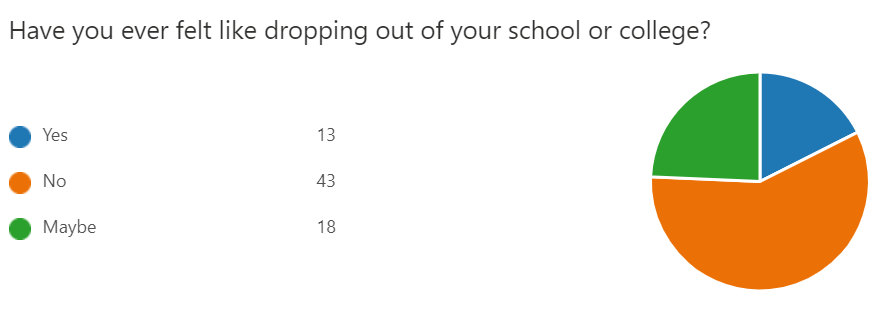 Have you ever felt like dropping out of your school or college?
Yes 13
No 43
Maybe 18